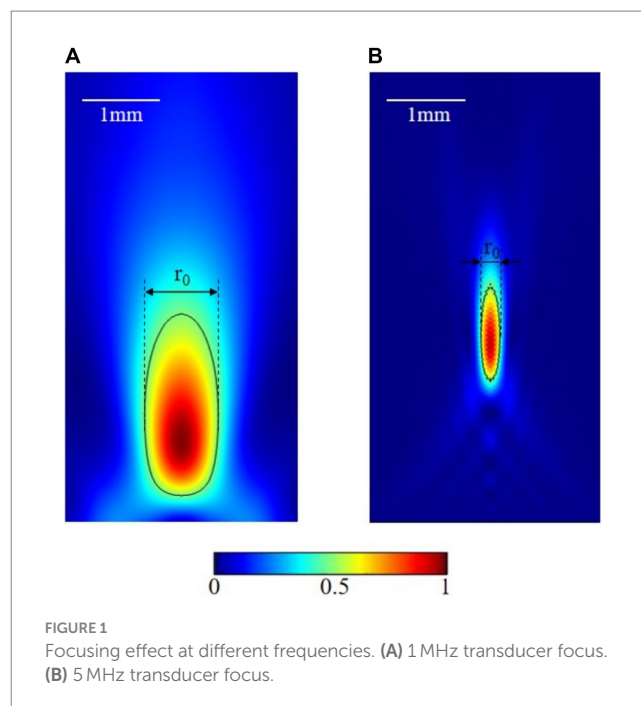 A
B
1mm
1mm
r₀
r₀
0
0.5
1
FIGURE 1
Focusing effect at different frequencies. (A) 1 MHz transducer focus.
(B) 5 MHz transducer focus.